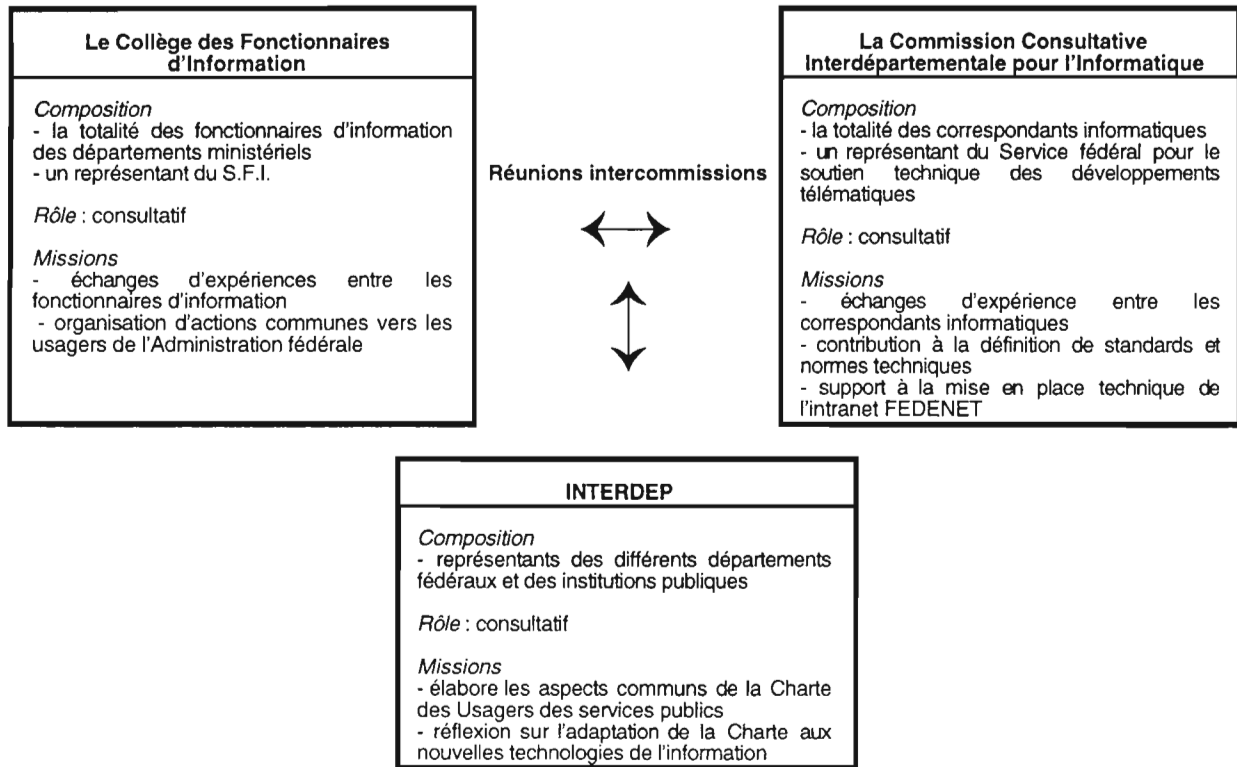 Le Collège des Fonctionnaires
d'Information
Composition
- la totalité des fonctionnaires d'information
des départements ministériels
- un représentant du S.F.I.
Rôle : consultatif
Missions
- échanges d'expériences entre les
fonctionnaires d'information
- organisation d'actions communes vers les
usagers de l'Administration fédérale
Réunions intercommissions
La Commission Consultative
Interdépartementale pour l'Informatique
Composition
- la totalité des correspondants informatiques
- un représentant du Service fédéral pour le
soutien technique des développements
télématiques
Rôle : consultatif
Missions
- échanges d'expérience entre les
correspondants informatiques
- contribution à la définition de standards et
normes techniques
- support à la mise en place technique de
l'intranet FEDENET
INTERDEP
Composition
- représentants des différents départements
fédéraux et des institutions publiques
Rôle : consultatif
Missions
- élabore les aspects communs de la Charte
des Usagers des services publics
- réflexion sur l'adaptation de la Charte aux
nouvelles technologies de l'information